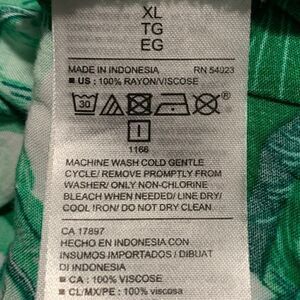 XL
TG
EG
MADE IN INDONESIA RN 54023
■ US : 100% RAYON/VISCOSE
30
®
I
1166
MACHINE WASH COLD GENTLE
CYCLE/ REMOVE PROMPTLY FROM
WASHER/ ONLY NON-CHLORINE
BLEACH WHEN NEEDED/ LINE DRY/
COOL IRON/ DO NOT DRY CLEAN.
CA 17897
HECHO EN INDONESIA CON
INSUMOS IMPORTADOS / DIBUAT
DI INDONESIA
■ CA : 100% VISCOSE
■ CL/MX/PE : 100% viscosa